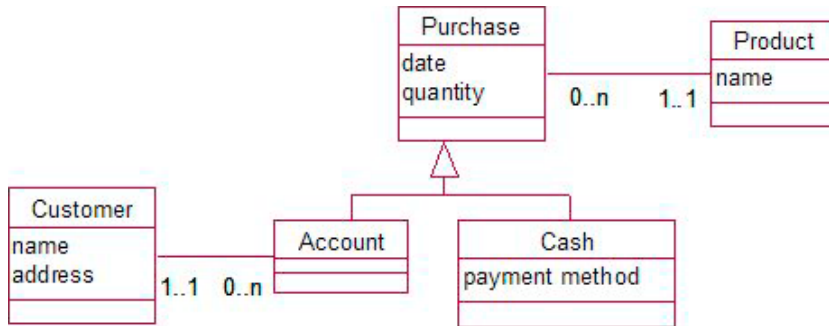 Purchase
date
quantity
Product
name
0..n
1..1
Customer
name
address
1..1
0..n
Account
Cash
payment method